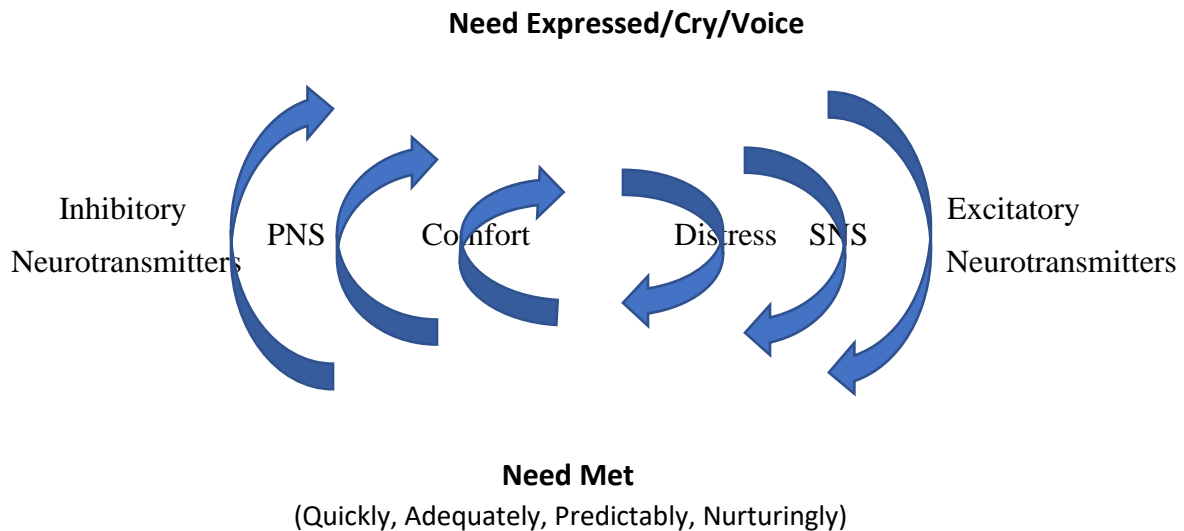 Need Expressed/Cry/Voice
Inhibitory
Neurotransmitters
PNS
Comfort
Distress
SNS
Excitatory
Neurotransmitters
Need Met
(Quickly, Adequately, Predictably, Nurturingly)